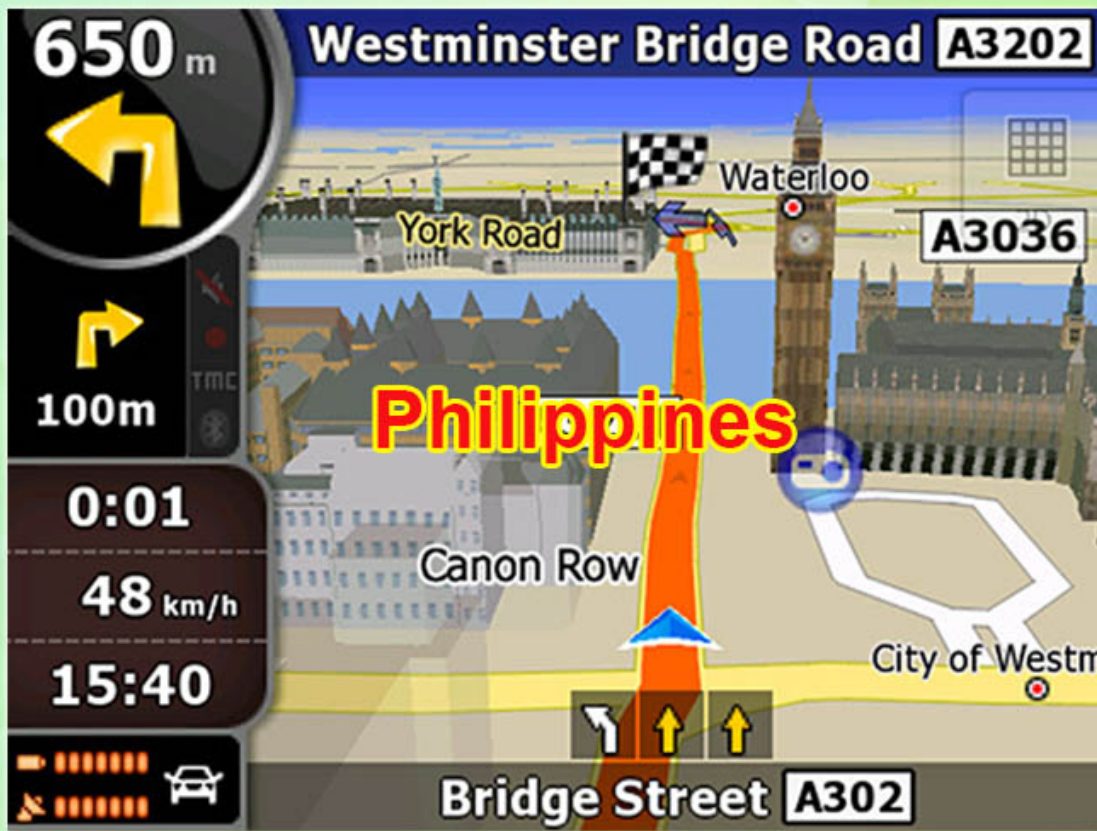 650 m
Westminster Bridge Road A3202
Waterloo
York Road
A3036
TMC
100m
Philippines
0:01
Canon Row
48 km/h
City of Westm
15:40
Bridge Street A302